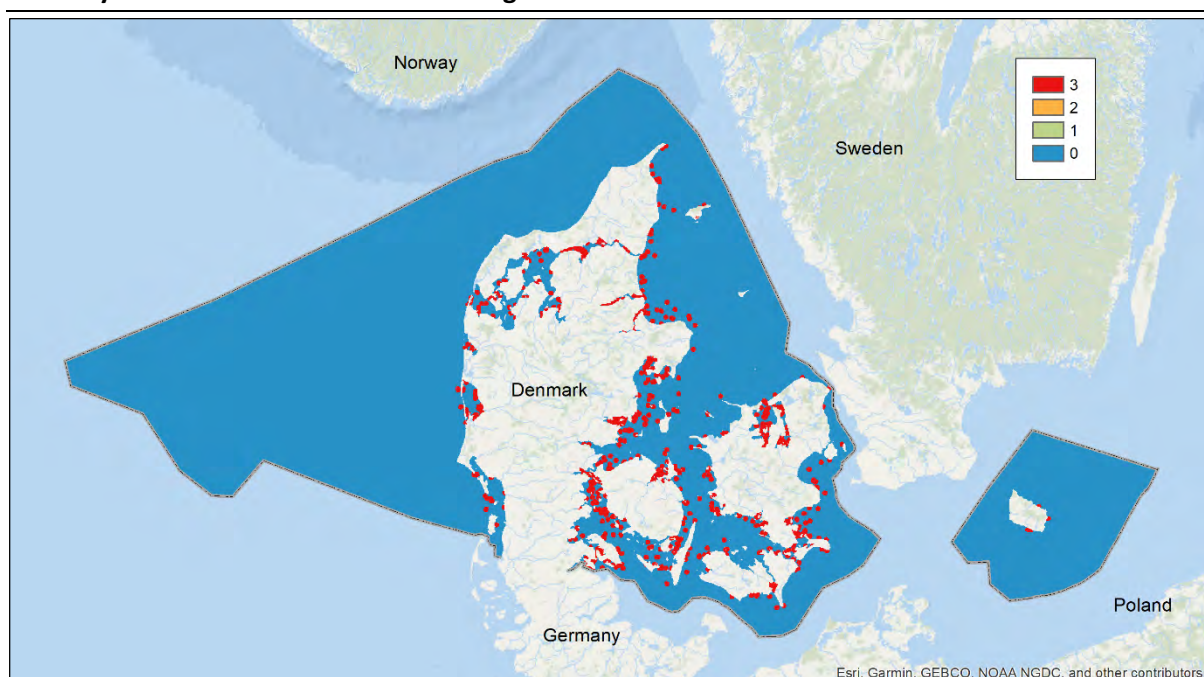 Norway
3
2
1
0
Sweden
Denmark
Germany
Poland
Esri, Garmin, GEBCO, NOAA NGDC, and other contributors